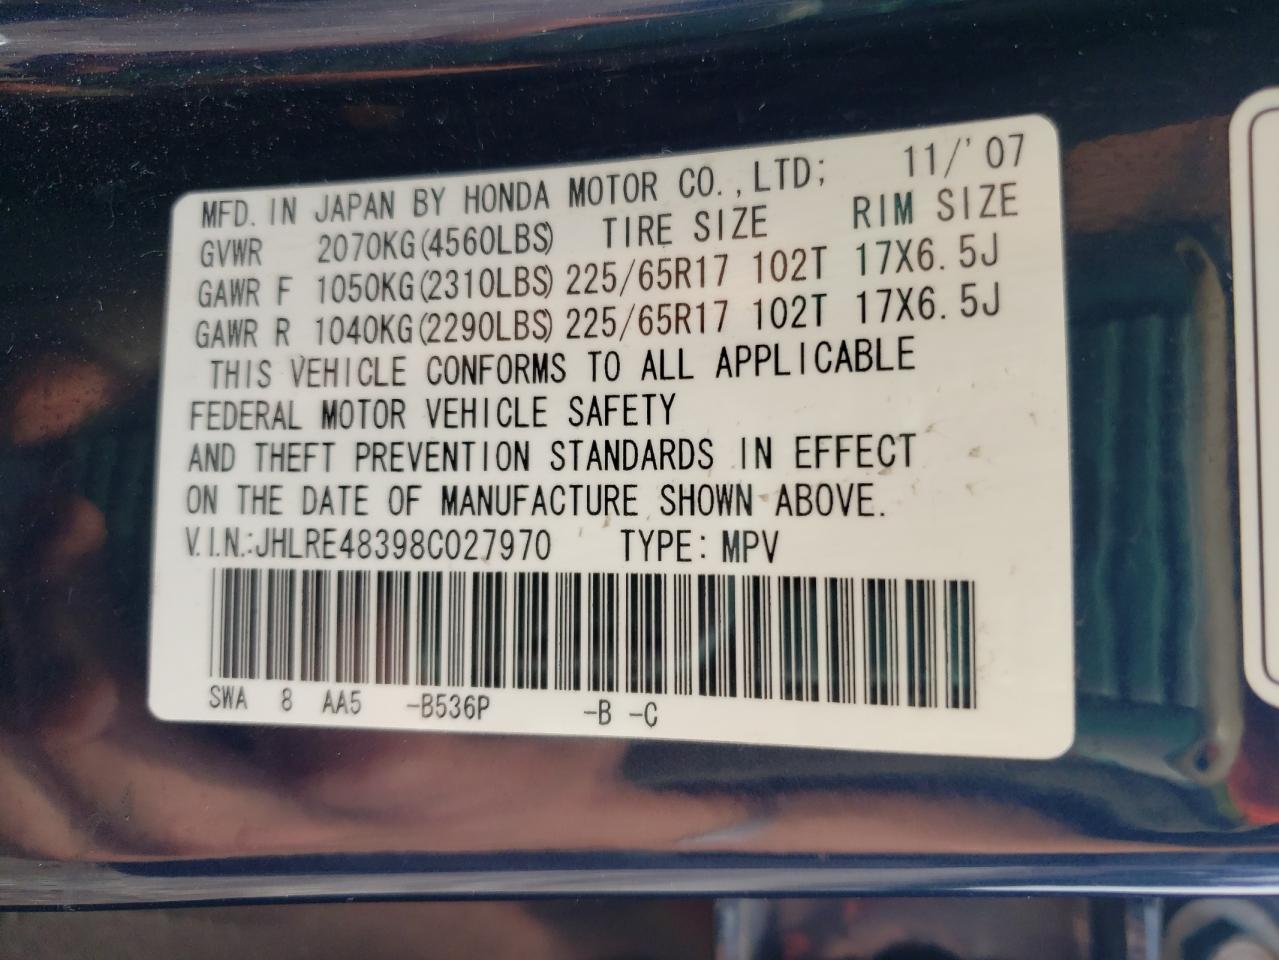 MFD. IN JAPAN BY HONDA MOTOR CO.,LTD; 11/'07
GVWR 2070KG(4560LBS) TIRE SIZE RIM SIZE
GAWR F 1050KG(2310LBS) 225/65R17 102T 17X6.5J
GAWR R 1040KG(2290LBS) 225/65R17 102T 17X6.5J
THIS VEHICLE CONFORMS TO ALL APPLICABLE
FEDERAL MOTOR VEHICLE SAFETY
AND THEFT PREVENTION STANDARDS IN EFFECT
ON THE DATE OF MANUFACTURE SHOWN ABOVE.
V.I.N.:JHLRE48398C027970 TYPE: MPV
SWA 8 AA5 -B536P -B -C